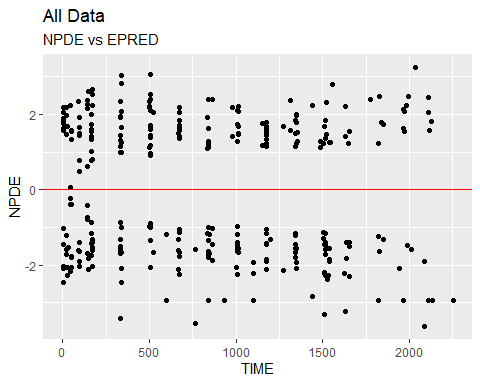 All Data
NPDE vs EPRED
NPDE
2
0
-2
0
500
1000
1500
2000
TIME